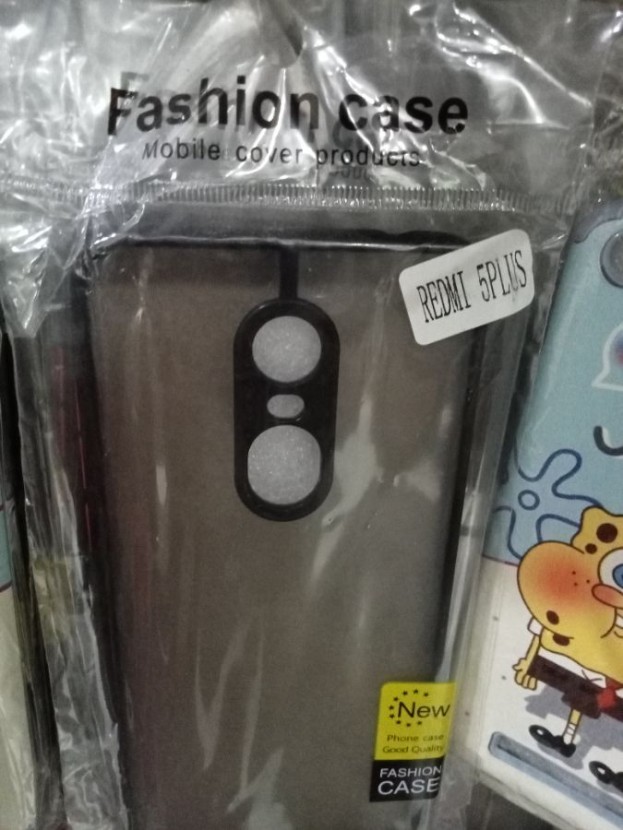 Fashion case
Mobile cover products
REDMI 5PLUS
New
Phone case
Good Quality
FASHION
CASE